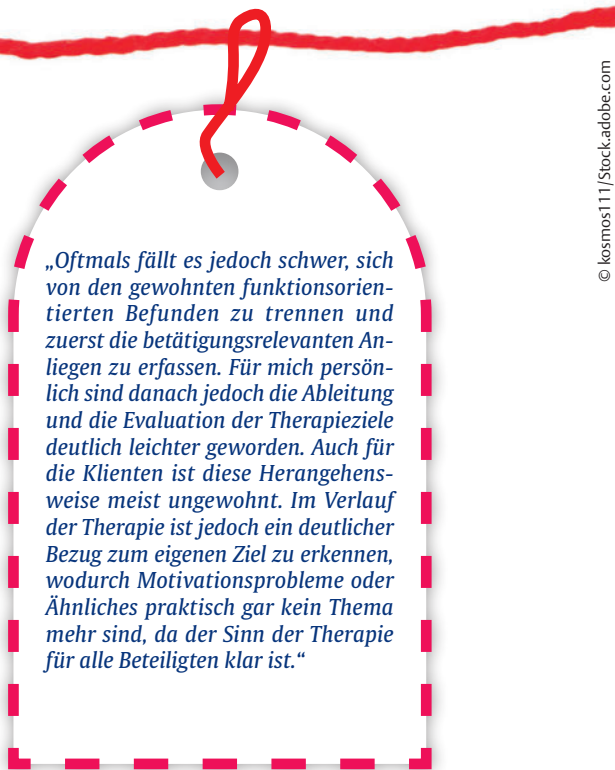 „Oftmals fällt es jedoch schwer, sich
von den gewohnten funktionsorien-
tierten Befunden zu trennen und
zuerst die betätigungsrelevanten An-
liegen zu erfassen. Für mich persön-
lich sind danach jedoch die Ableitung
und die Evaluation der Therapieziele
deutlich leichter geworden. Auch für
die Klienten ist diese Herangehens-
weise meist ungewohnt. Im Verlauf
der Therapie ist jedoch ein deutlicher
Bezug zum eigenen Ziel zu erkennen,
wodurch Motivationsprobleme oder
Ähnliches praktisch gar kein Thema
mehr sind, da der Sinn der Therapie
für alle Beteiligten klar ist.“
© kosmos111/Stock.adobe.com